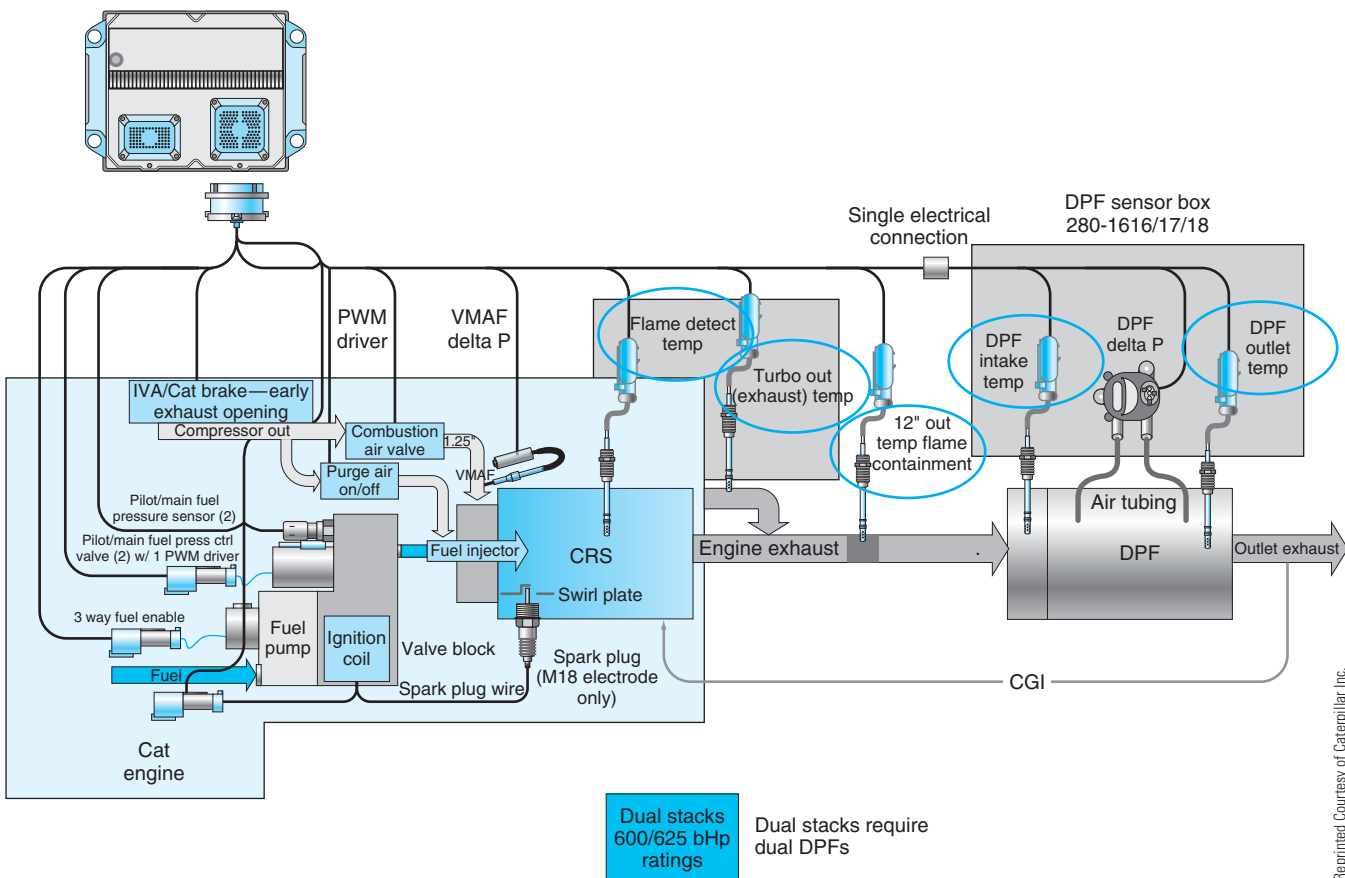 Single electrical
connection
DPF sensor box
280-1616/17/18
PWM
driver
VMAF
delta P
Flame detect
temp
Turbo out
(exhaust) temp
12" out
temp flame
containment
DPF
intake
temp
DPF
delta P
DPF
outlet
temp
IVA/Cat brake—early
exhaust opening
Compressor out
Combustion
air valve
1.25"
Purge air
on/off
VMAF
Pilot/main fuel
pressure sensor (2)
Pilot/main fuel press ctrl
valve (2) w/ 1 PWM driver
Fuel injector
CRS
Engine exhaust
Air tubing
DPF
Outlet exhaust
Swirl plate
3 way fuel enable
Fuel
pump
Ignition
coil
Valve block
Spark plug
(M18 electrode
only)
Fuel
Spark plug wire
CGI
Cat
engine
Dual stacks
600/625 bHp
ratings
Dual stacks require
dual DPFs
Reprinted Courtesy of Caterpillar Inc.